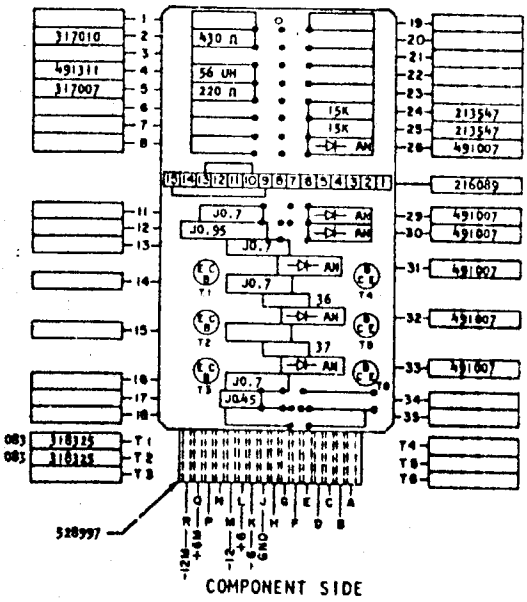 1
317010 2 430 Ω
3
491311 4 56 UH
317007 5 220 Ω
6
7
8
19
20
21
22
23
15K 24 213547
15K 25 213547
AN 26 491007
15 14 13 12 11 10 9 8 7 6 5 4 3 2 1 216089
11 J0.7 AN 29 491007
12 J0.95 AN 30 491007
13 J0.7
AN 31 491007
E C B T1 B C E T4
14 J0.7
36
AN 32 491007
E C B T2 B C E T5
15
37
AN 33 491007
E C B T3 B C E T6
16 J0.7
17 J0.45 34
18 35
083 318325 T1 T4
083 318325 T2 T5
T3 T6
528997
R Q P N M L K J H G F E D C B A
-12M +6M -12 +6 -6 GND
COMPONENT SIDE